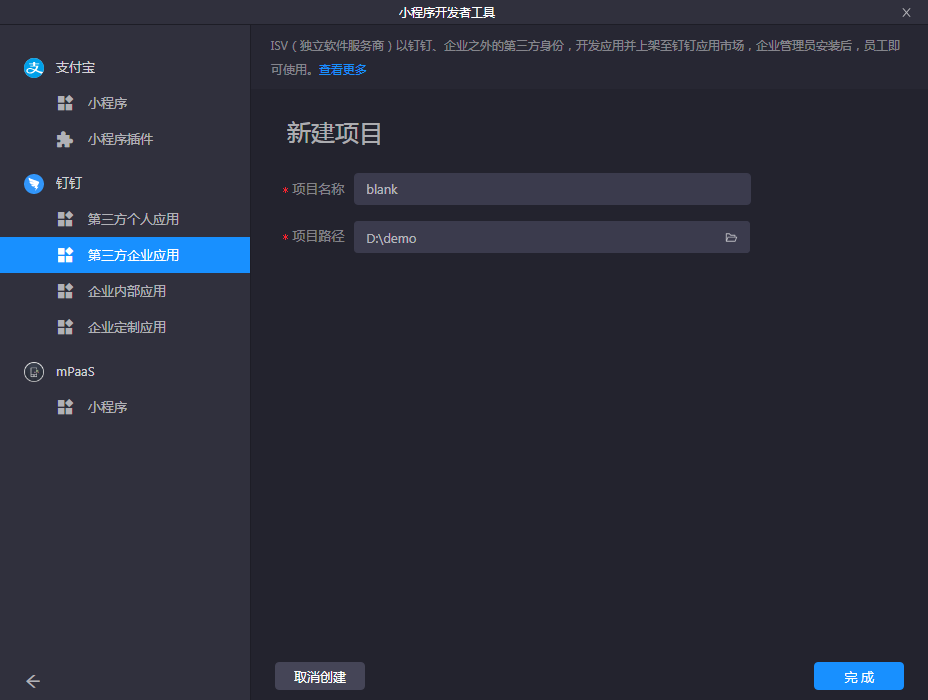 小程序开发者工具
支付宝
小程序
小程序插件
钉钉
第三方个人应用
第三方企业应用
企业内部应用
企业定制应用
mPaaS
小程序
ISV（独立软件服务商）以钉钉、企业之外的第三方身份，开发应用并上架至钉钉应用市场，企业管理员安装后，员工即
可使用。查看更多
新建项目
* 项目名称 blank
* 项目路径 D:\demo
取消创建
完成